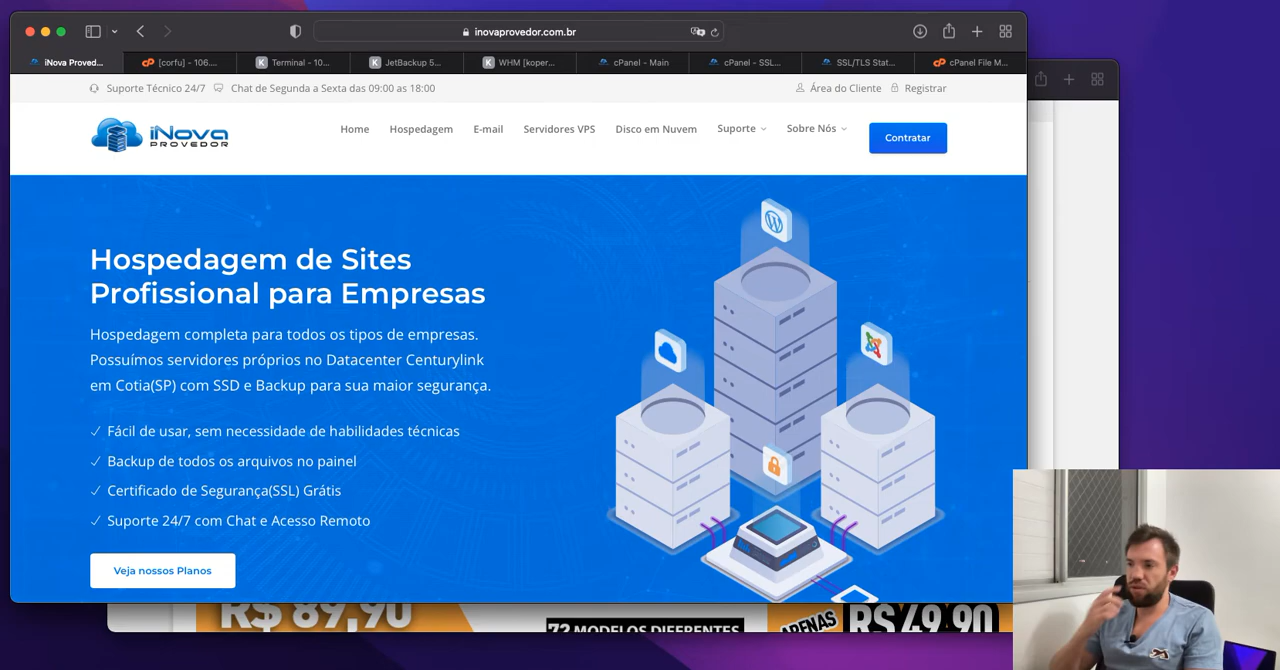 inovaprovedor.com.br
iNova Proved...
[corfu] - 106....
Terminal - 10...
JetBackup 5...
WHM [koper...
cPanel - Main
cPanel - SSL...
SSL/TLS Stat...
cPanel File M...
Suporte Técnico 24/7
Chat de Segunda a Sexta das 09:00 as 18:00
Área do Cliente
Registrar
iNova
PROVEDOR
Home
Hospedagem
E-mail
Servidores VPS
Disco em Nuvem
Suporte
Sobre Nós
Contratar
Hospedagem de Sites
Profissional para Empresas
Hospedagem completa para todos os tipos de empresas.
Possuímos servidores próprios no Datacenter Centurylink
em Cotia(SP) com SSD e Backup para sua maior segurança.
Fácil de usar, sem necessidade de habilidades técnicas
Backup de todos os arquivos no painel
Certificado de Segurança(SSL) Grátis
Suporte 24/7 com Chat e Acesso Remoto
Veja nossos Planos
R$ 89,90
72 MODELOS DIFERENTES
APENAS
R$ 49,90